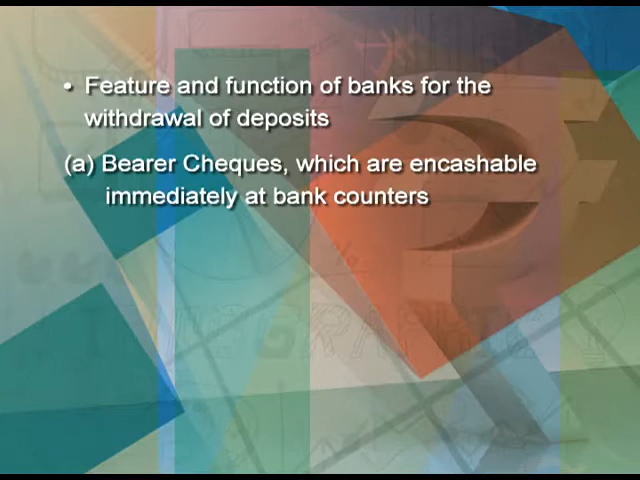 • Feature and function of banks for the
withdrawal of deposits
(a) Bearer Cheques, which are encashable
immediately at bank counters